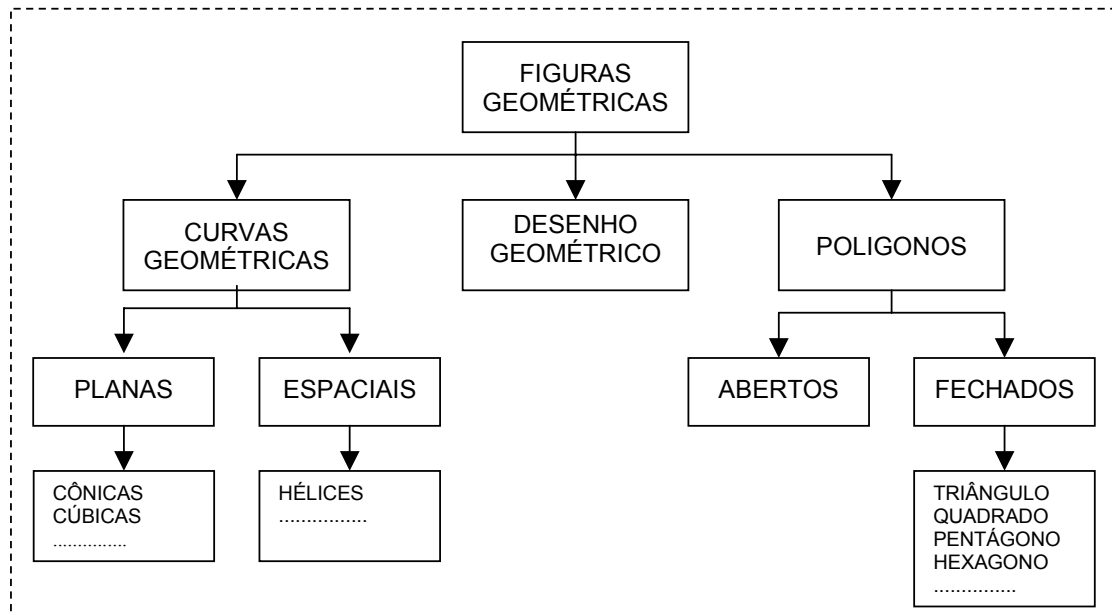 FIGURAS
GEOMÉTRICAS
CURVAS
GEOMÉTRICAS
DESENHO
GEOMÉTRICO
POLIGONOS
PLANAS
ESPACIAIS
ABERTOS
FECHADOS
CÔNICAS
CÚBICAS
...............
HÉLICES
................
TRIÂNGULO
QUADRADO
PENTÁGONO
HEXAGONO
...............